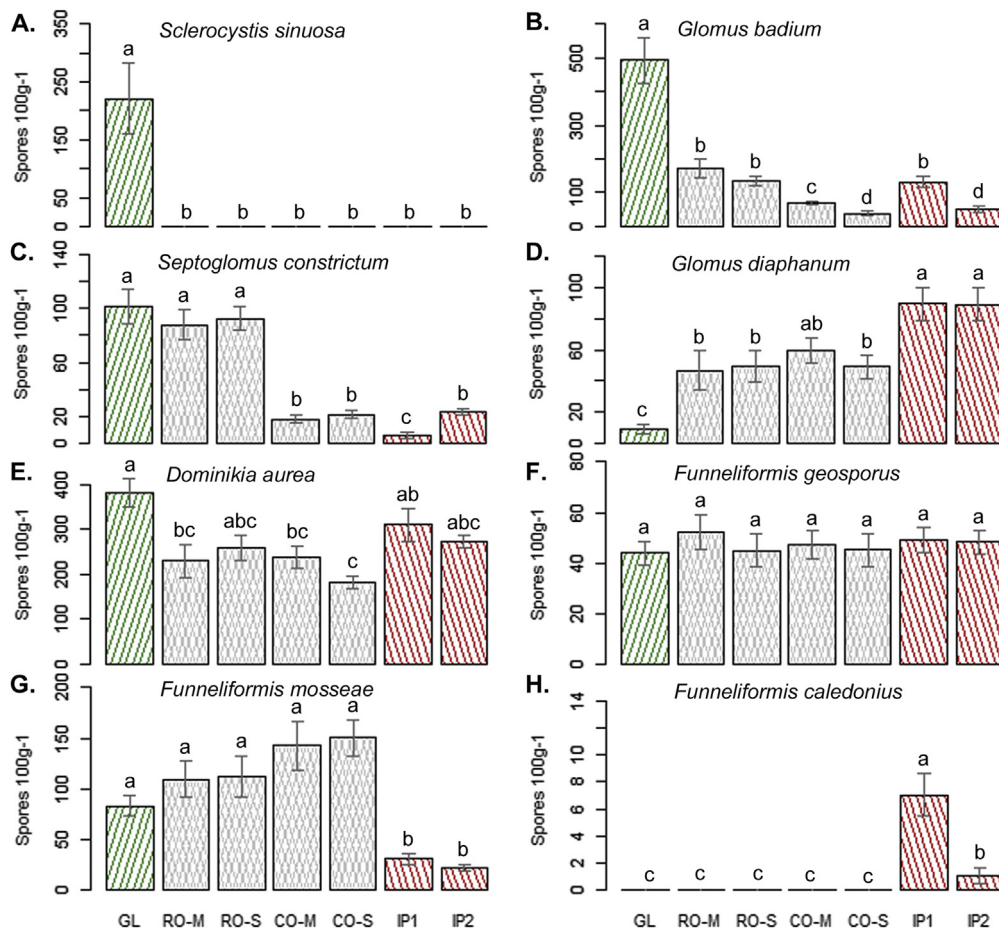 A. Sclerocystis sinuosa
Spores 100g-1
350
250
150
50
0
a b b b b b b
B. Glomus badium
Spores 100g-1
500
300
100
0
a b b c d b d
C. Septoglomus constrictum
Spores 100g-1
140
100
60
20
0
a a a b b c b
D. Glomus diaphanum
Spores 100g-1
100
60
20
0
c b b ab b a a
E. Dominikia aurea
Spores 100g-1
400
300
200
100
0
a bc abc bc c ab abc
F. Funneliformis geosporus
Spores 100g-1
80
60
40
20
0
a a a a a a a
G. Funneliformis mosseae
Spores 100g-1
200
150
100
50
0
a a a a a b b
GL RO-M RO-S CO-M CO-S IP1 IP2
H. Funneliformis caledonius
Spores 100g-1
14
10
8
6
4
2
0
c c c c c a b
GL RO-M RO-S CO-M CO-S IP1 IP2